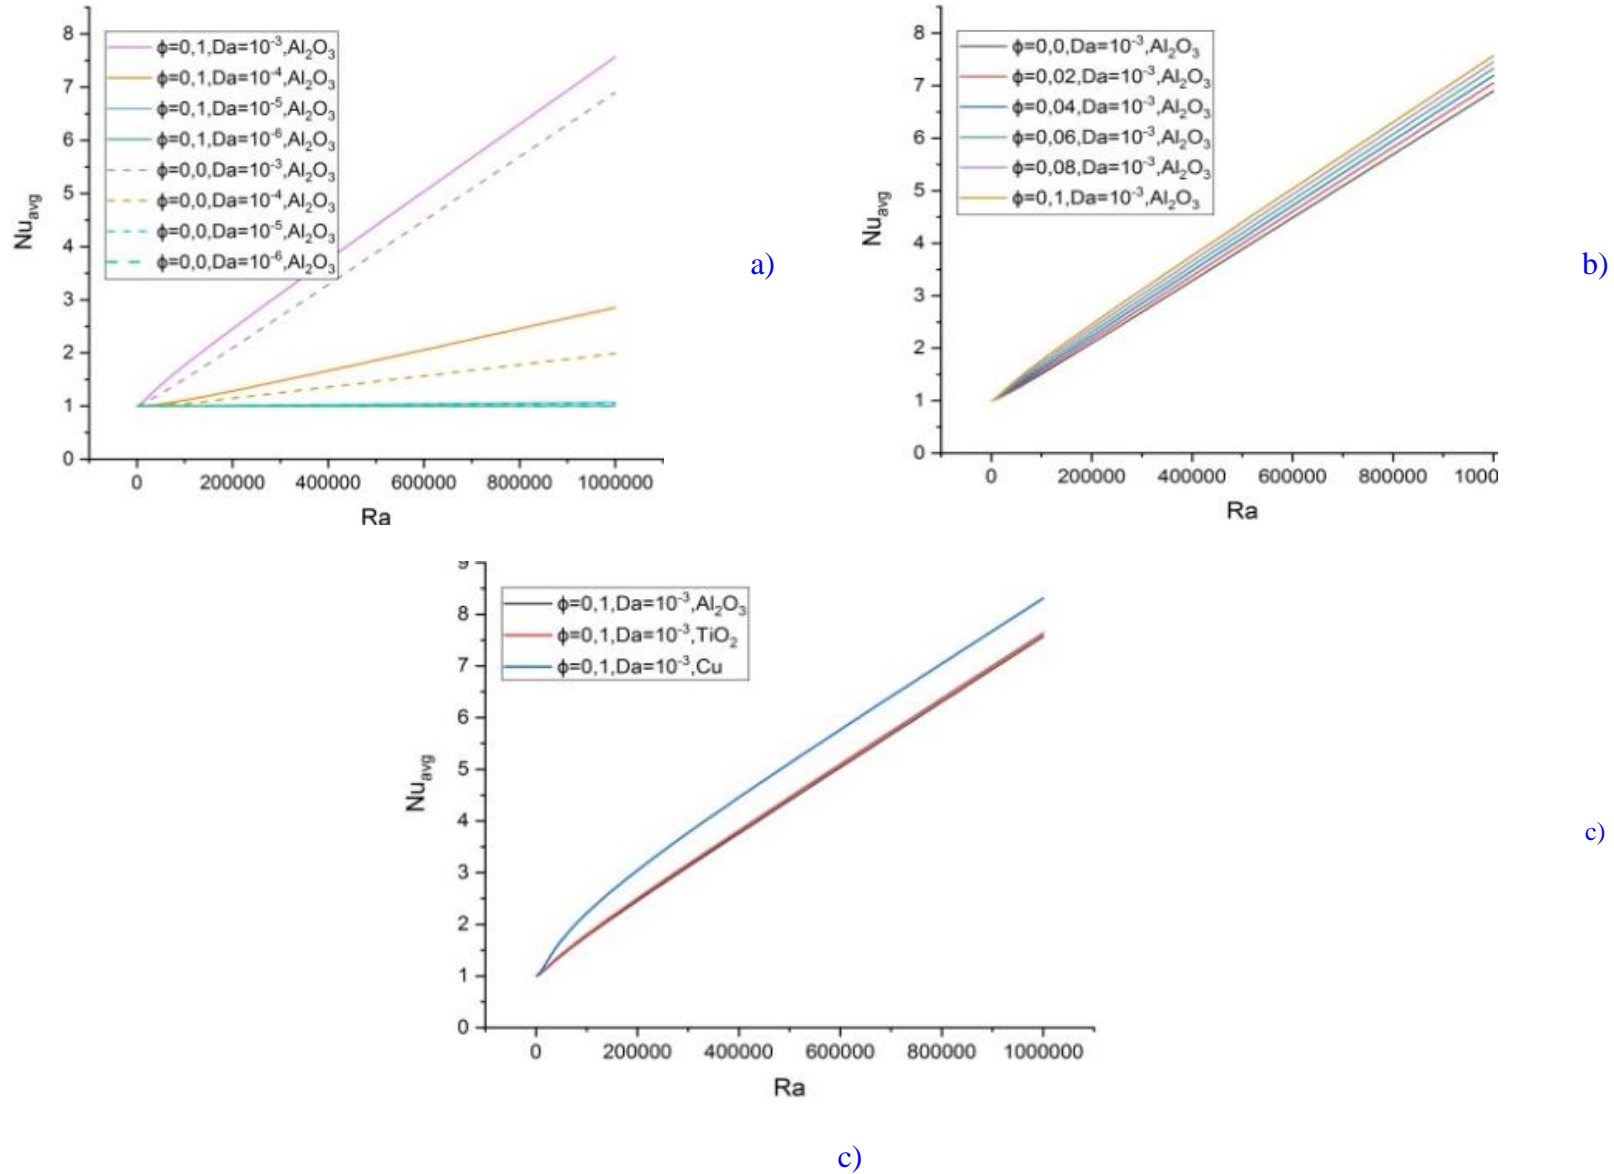 8
7
6
5
4
3
2
1
0
Nu_avg
ϕ=0,1,Da=10⁻³,Al₂O₃
ϕ=0,1,Da=10⁻⁴,Al₂O₃
ϕ=0,1,Da=10⁻⁵,Al₂O₃
ϕ=0,1,Da=10⁻⁶,Al₂O₃
ϕ=0,0,Da=10⁻³,Al₂O₃
ϕ=0,0,Da=10⁻⁴,Al₂O₃
ϕ=0,0,Da=10⁻⁵,Al₂O₃
ϕ=0,0,Da=10⁻⁶,Al₂O₃
0 200000 400000 600000 800000 1000000
Ra
a)
8
7
6
5
4
3
2
1
0
Nu_avg
ϕ=0,0,Da=10⁻³,Al₂O₃
ϕ=0,02,Da=10⁻³,Al₂O₃
ϕ=0,04,Da=10⁻³,Al₂O₃
ϕ=0,06,Da=10⁻³,Al₂O₃
ϕ=0,08,Da=10⁻³,Al₂O₃
ϕ=0,1,Da=10⁻³,Al₂O₃
0 200000 400000 600000 800000 1000
Ra
b)
9
8
7
6
5
4
3
2
1
0
Nu_avg
ϕ=0,1,Da=10⁻³,Al₂O₃
ϕ=0,1,Da=10⁻³,TiO₂
ϕ=0,1,Da=10⁻³,Cu
0 200000 400000 600000 800000 1000000
Ra
c)
c)